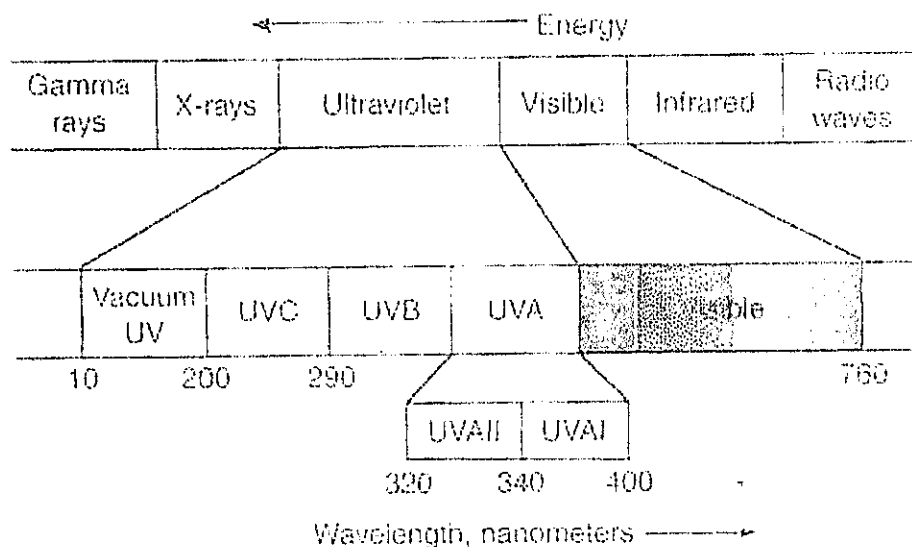 Energy
Gamma rays X-rays Ultraviolet Visible Infrared Radio waves
Vacuum UV UVC UVB UVA
10 200 290 760
UVAII UVAI
320 340 400
Wavelength, nanometers